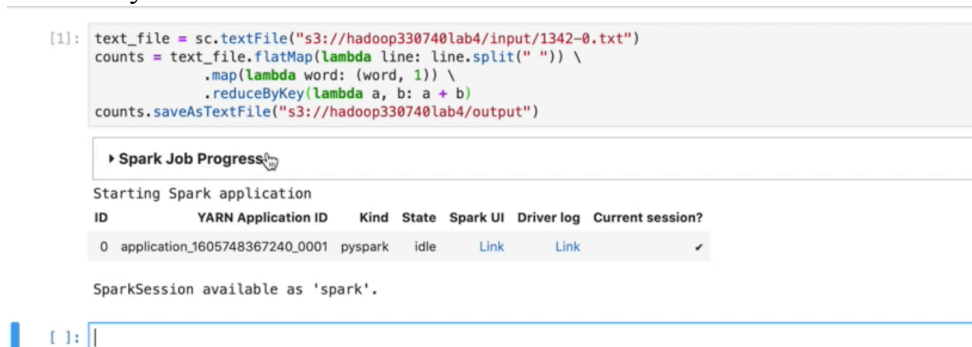 [1]: text_file = sc.textFile("s3://hadoop330740lab4/input/1342-0.txt")
counts = text_file.flatMap(lambda line: line.split(" ")) \
.map(lambda word: (word, 1)) \
.reduceByKey(lambda a, b: a + b)
counts.saveAsTextFile("s3://hadoop330740lab4/output")
Spark Job Progress
Starting Spark application
ID YARN Application ID Kind State Spark UI Driver log Current session?
0 application_1605748367240_0001 pyspark idle Link Link ✔
SparkSession available as 'spark'.
[ ]: